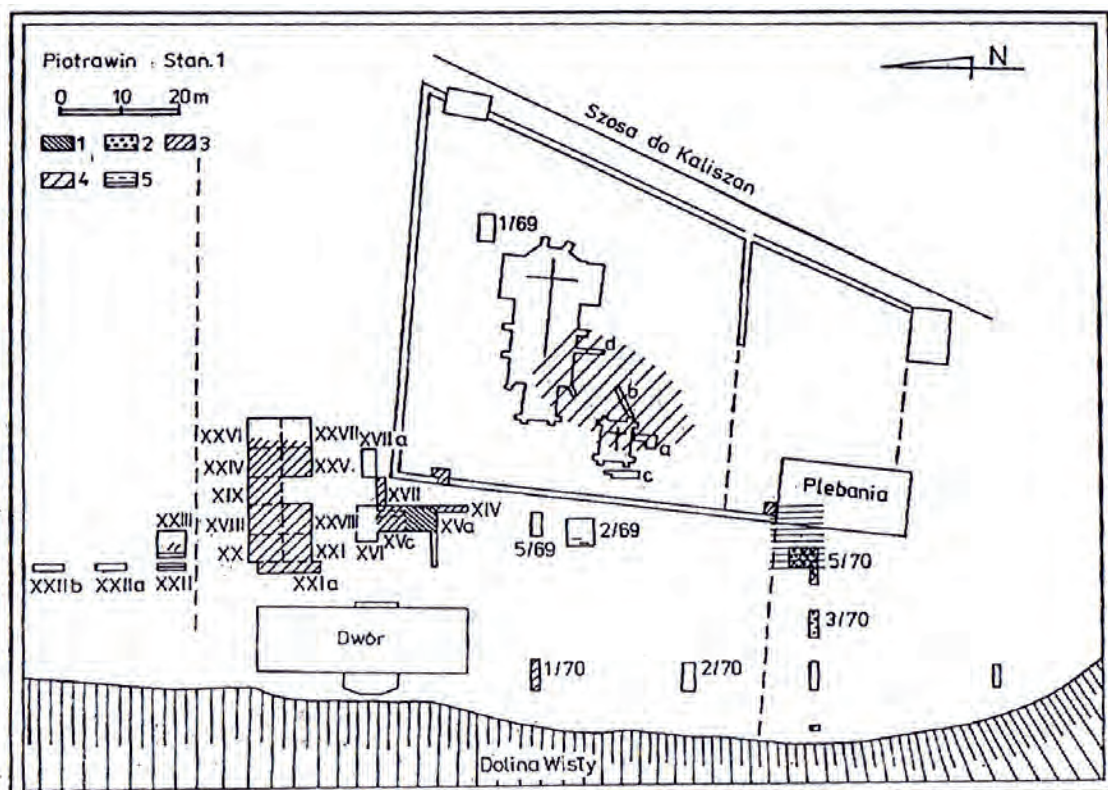 Piotrawin : Stan. 1
N
0 10 20m
1 2 3
4 5
Szosa do Kaliszan
1/69
d
b
a
c
XXVI XXVII XVIIa
XXIV XXV
XIX XVII
XIV
XVIII XXVIII XVa
XXIII XVc
XX XXI XVI
XXIIb XXIIa XXII XXIa
5/69 2/69
Plebania
5/70
3/70
Dwór
1/70 2/70
Dolina Wisły